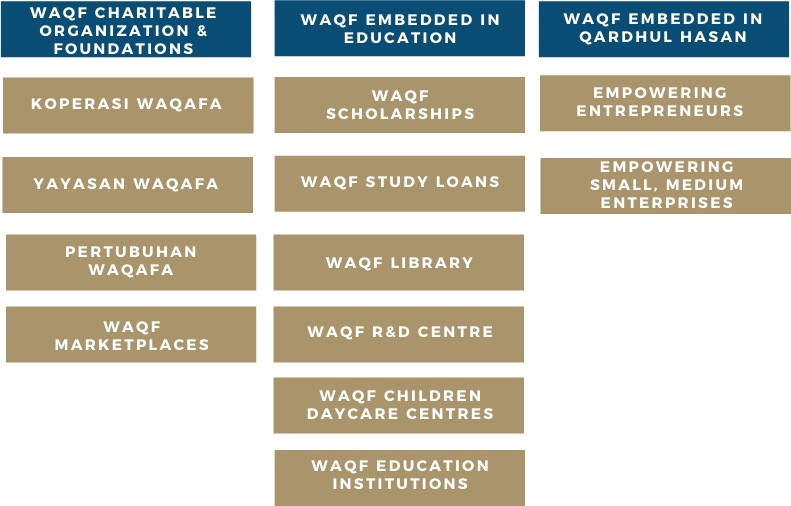 WAQF CHARITABLE
ORGANIZATION &
FOUNDATIONS
KOPERASI WAQAFA
YAYASAN WAQAFA
PERTUBUHAN
WAQAFA
WAQF
MARKETPLACES
WAQF EMBEDDED IN
EDUCATION
WAQF
SCHOLARSHIPS
WAQF STUDY LOANS
WAQF LIBRARY
WAQF R&D CENTRE
WAQF CHILDREN
DAYCARE CENTRES
WAQF EDUCATION
INSTITUTIONS
WAQF EMBEDDED IN
QARDHUL HASAN
EMPOWERING
ENTREPRENEURS
EMPOWERING
SMALL, MEDIUM
ENTERPRISES